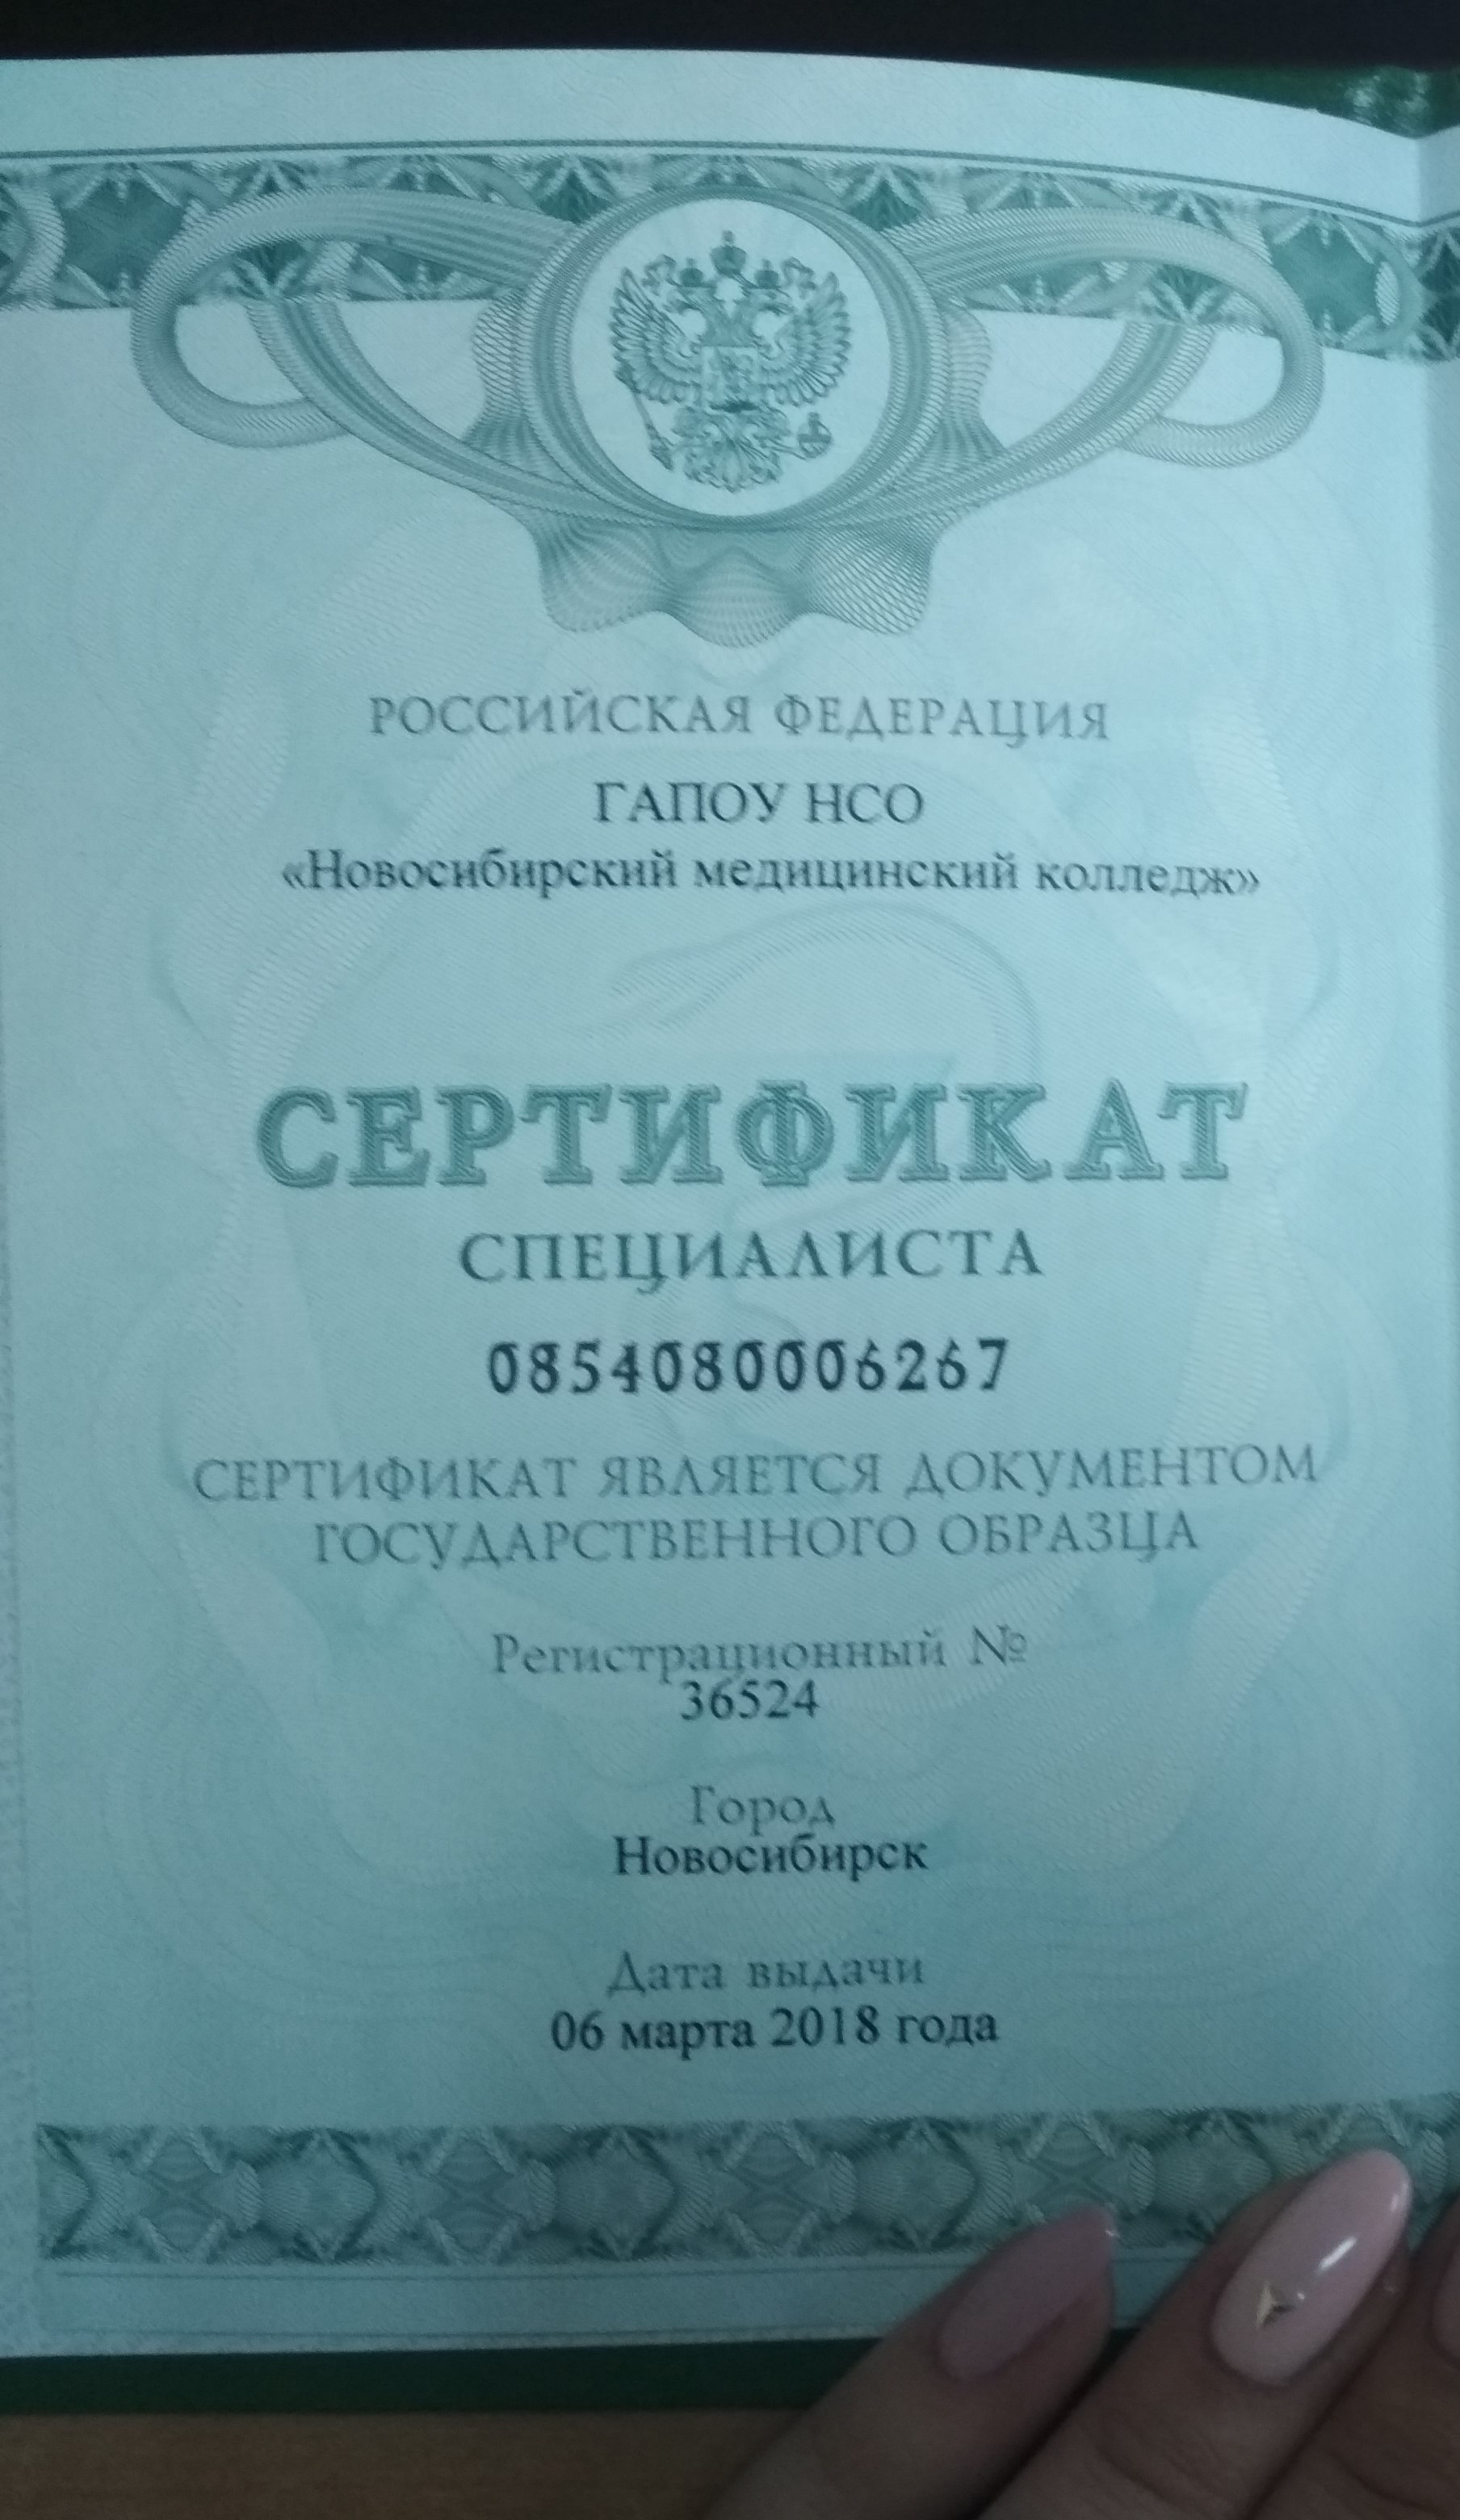 РОССИЙСКАЯ ФЕДЕРАЦИЯ
ГАПОУ НСО
«Новосибирский медицинский колледж»
СЕРТИФИКАТ
СПЕЦИАЛИСТА
0854080006267
СЕРТИФИКАТ ЯВЛЯЕТСЯ ДОКУМЕНТОМ
ГОСУДАРСТВЕННОГО ОБРАЗЦА
Регистрационный №
36524
Город
Новосибирск
Дата выдачи
06 марта 2018 года